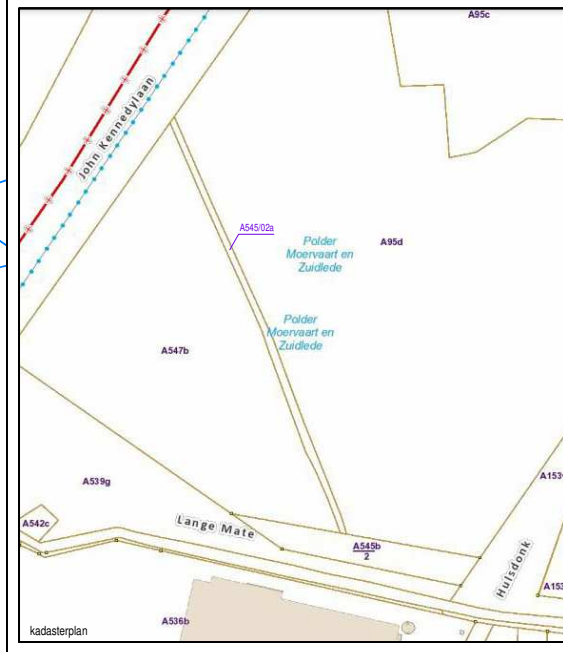 A95c
John Kennedylaan
A545/02a
Polder
Moervaart en
Zuidlede
A95d
Polder
Moervaart en
Zuidlede
A547b
A539g
A542c
Lange Mate
A545b
2
Hulsdonk
A536b
kadasterplan